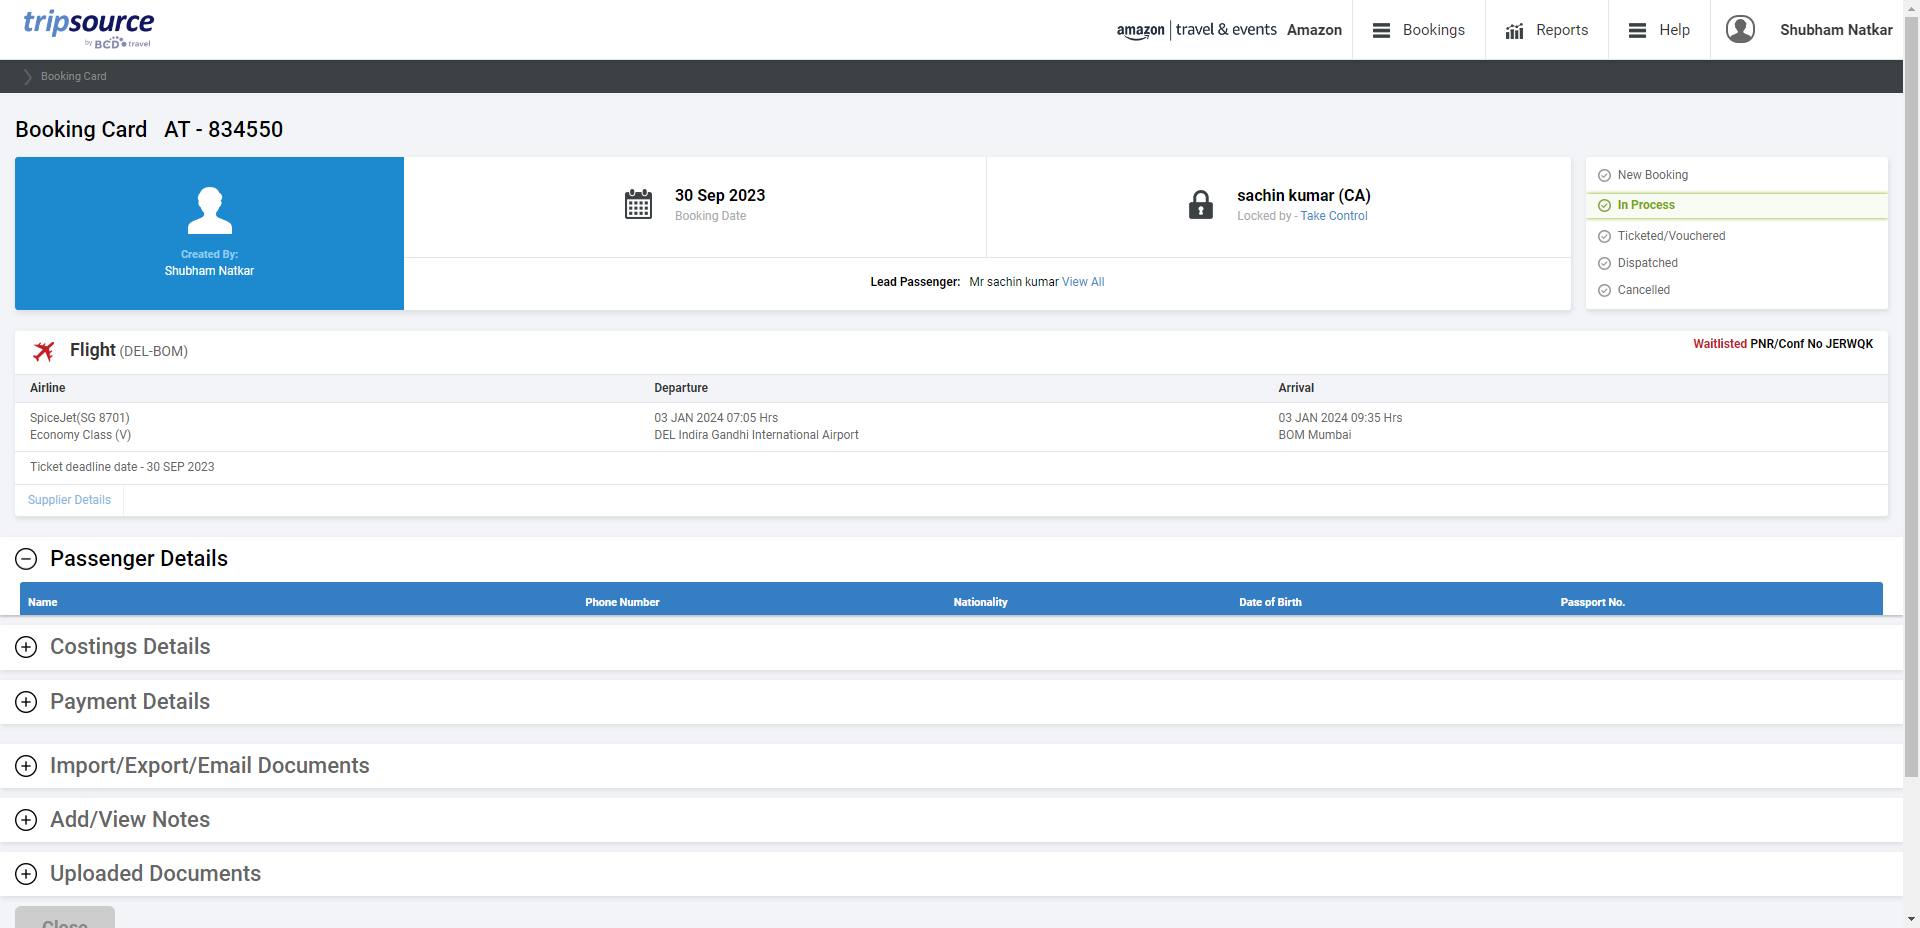 tripsource
by BCD travel
amazon | travel & events Amazon
Bookings
Reports
Help
Shubham Natkar
Booking Card
Booking Card AT - 834550
Created By:
Shubham Natkar
30 Sep 2023
Booking Date
sachin kumar (CA)
Locked by - Take Control
Lead Passenger: Mr sachin kumar View All
New Booking
In Process
Ticketed/Vouchered
Dispatched
Cancelled
Flight (DEL-BOM)
Waitlisted PNR/Conf No JERWQK
Airline Departure Arrival
SpiceJet(SG 8701) 03 JAN 2024 07:05 Hrs 03 JAN 2024 09:35 Hrs
Economy Class (V) DEL Indira Gandhi International Airport BOM Mumbai
Ticket deadline date - 30 SEP 2023
Supplier Details
Passenger Details
Name Phone Number Nationality Date of Birth Passport No.
Costings Details
Payment Details
Import/Export/Email Documents
Add/View Notes
Uploaded Documents
Close